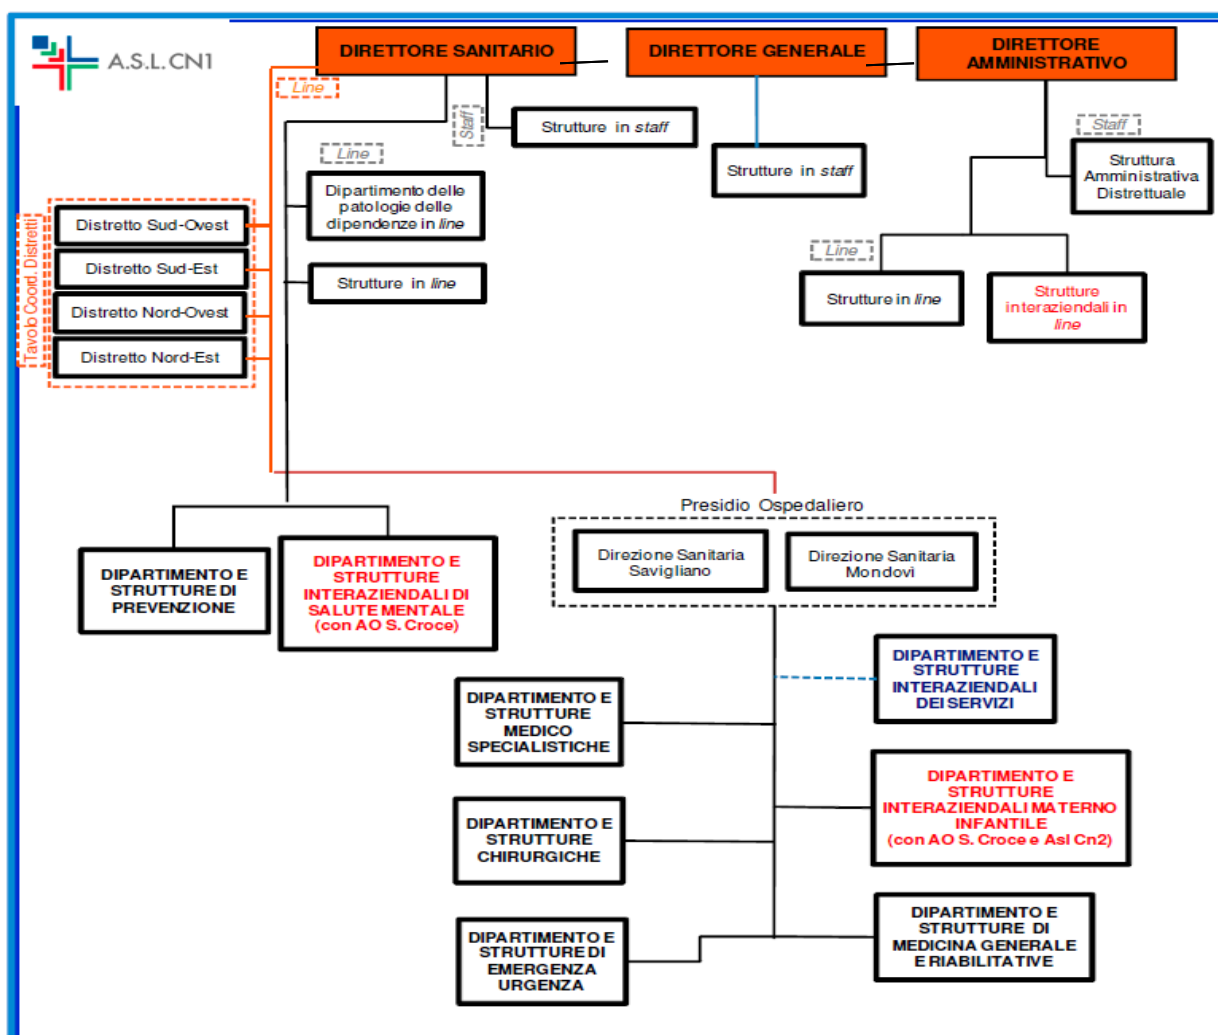 A.S.L. CN1
DIRETTORE SANITARIO
DIRETTORE GENERALE
DIRETTORE
AMMINISTRATIVO
Line
Staff
Strutture in staff
Strutture in staff
Staff
Struttura
Amministrativa
Distrettuale
Line
Dipartimento delle
patologie delle
dipendenze in line
Strutture in line
Line
Strutture in line
Strutture
interaziendali in
line
Tavolo Coord. Distretti
Distretto Sud-Ovest
Distretto Sud-Est
Distretto Nord-Ovest
Distretto Nord-Est
Presidio Ospedaliero
Direzione Sanitaria
Savigliano
Direzione Sanitaria
Mondovì
DIPARTIMENTO E
STRUTTURE DI
PREVENZIONE
DIPARTIMENTO E
STRUTTURE
INTERAZIENDALI DI
SALUTE MENTALE
(con AO S. Croce)
DIPARTIMENTO E
STRUTTURE
INTERAZIENDALI
DEI SERVIZI
DIPARTIMENTO E
STRUTTURE
MEDICO
SPECIALISTICHE
DIPARTIMENTO E
STRUTTURE
INTERAZIENDALI MATERNO
INFANTILE
(con AO S. Croce e Asl Cn2)
DIPARTIMENTO E
STRUTTURE
CHIRURGICHE
DIPARTIMENTO E
STRUTTURE DI
MEDICINA GENERALE
E RIABILITATIVE
DIPARTIMENTO E
STRUTTURE DI
EMERGENZA
URGENZA